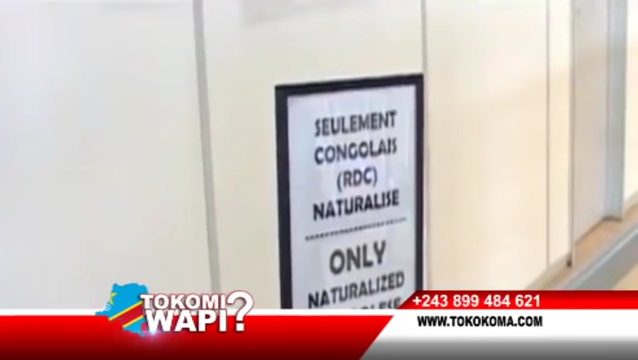 SEULEMENT
CONGOLAIS
(RDC)
NATURALISE
ONLY
NATURALIZED
TOKOMI
WAPI?
+243 899 484 621
WWW.TOKOKOMA.COM